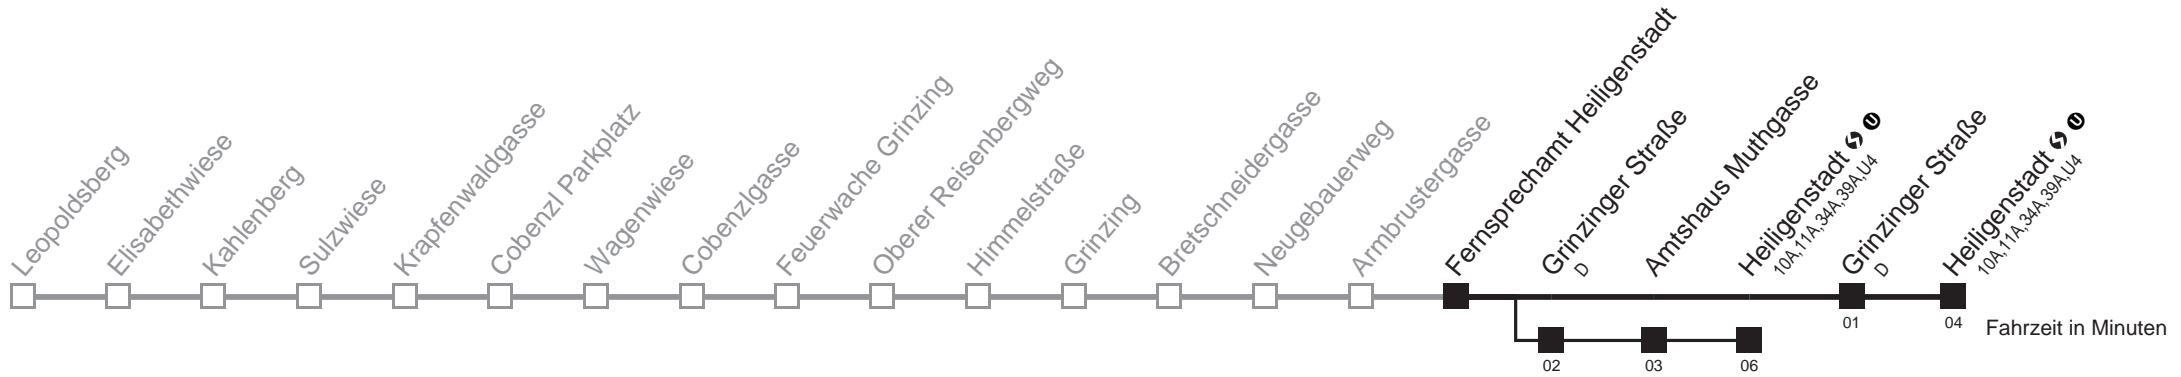 Leopoldsberg
Elisabethwiese
Kahlenberg
Sulzwiese
Krapfenwaldgasse
Cobenzl Parkplatz
Wagenwiese
Cobenzlgasse
Feuerwache Grinzing
Oberer Reisenbergweg
Himmelstraße
Grinzing
Bretschneidergasse
Neugebauerweg
Armbrustergasse
Fernsprechamt Heiligenstadt
Grinzinger Straße
D
Amtshaus Muthgasse
Heiligenstadt S U
10A,11A,34A,39A,U4
Grinzinger Straße
D
Heiligenstadt S U
10A,11A,34A,39A,U4
01
04
Fahrzeit in Minuten
02
03
06